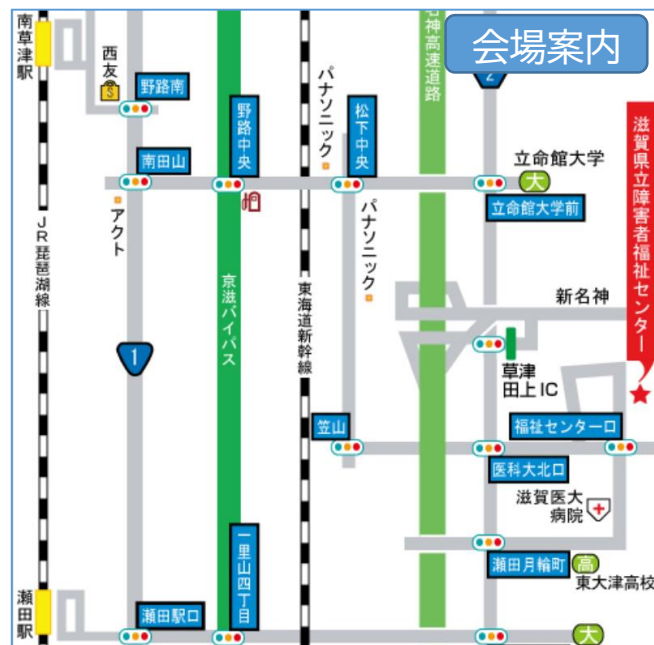 会場案内
南草津駅
西友
野路南
野路中央
パナソニック
松下中央
名神高速道路
2
立命館大学
大
南田山
立命館大学前
アクト
パナソニック
滋賀県立障害者福祉センター
JR琵琶湖線
京滋バイパス
東海道新幹線
新名神
1
草津
田上IC
笠山
福祉センター口
医科大北口
滋賀医大
病院
一里山四丁目
瀬田月輪町
高
東大津高校
瀬田駅
瀬田駅口
大